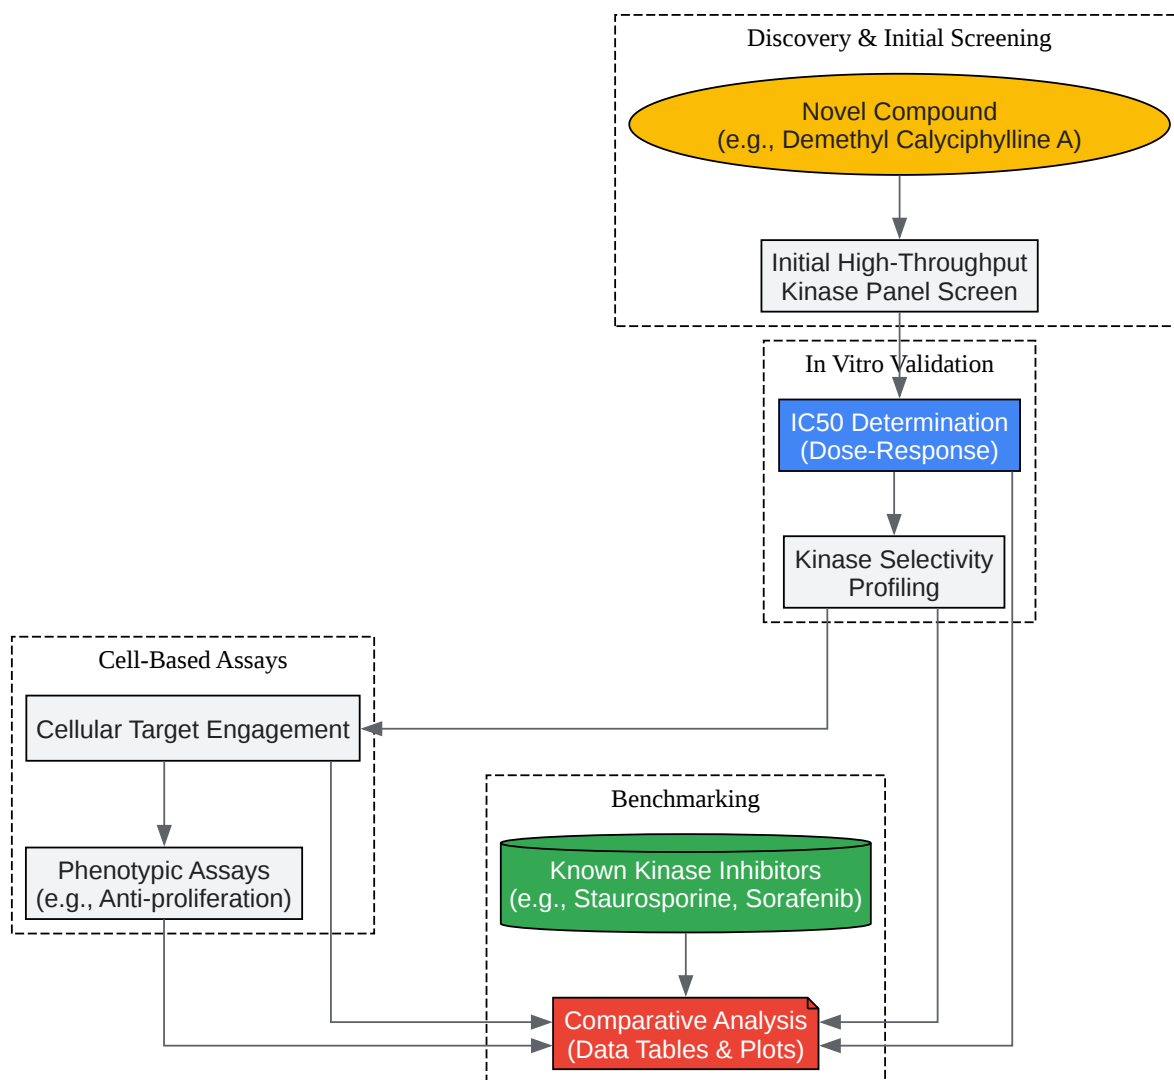 Discovery & Initial Screening
Novel Compound
(e.g., Demethyl Calyciphylline A)
Initial High-Throughput
Kinase Panel Screen
In Vitro Validation
IC50 Determination
(Dose-Response)
Kinase Selectivity
Profiling
Cell-Based Assays
Cellular Target Engagement
Phenotypic Assays
(e.g., Anti-proliferation)
Benchmarking
Known Kinase Inhibitors
(e.g., Staurosporine, Sorafenib)
Comparative Analysis
(Data Tables & Plots)